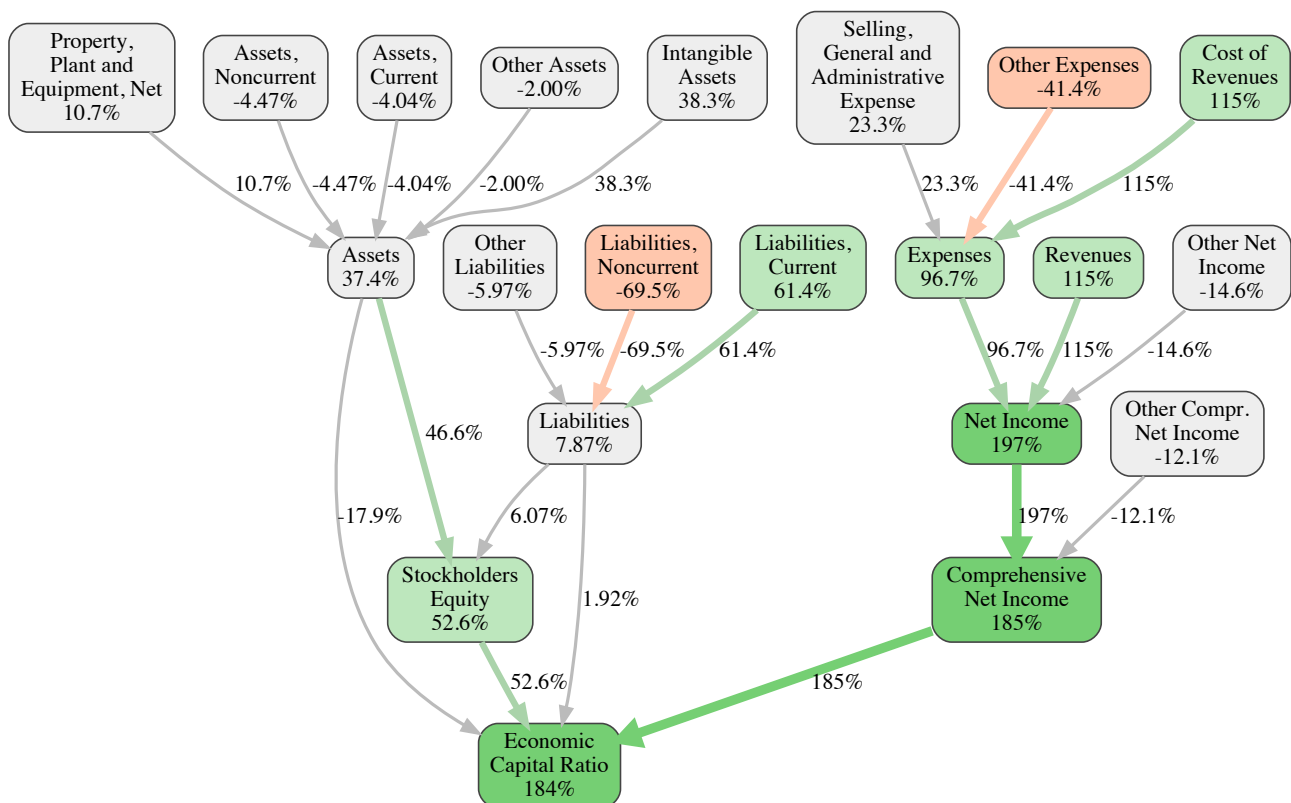 Property,
Plant and
Equipment, Net
10.7%
Assets,
Noncurrent
-4.47%
Assets,
Current
-4.04%
Other Assets
-2.00%
Intangible
Assets
38.3%
Selling,
General and
Administrative
Expense
23.3%
Other Expenses
-41.4%
Cost of
Revenues
115%
10.7%
-4.47%
-4.04%
-2.00%
38.3%
23.3%
-41.4%
115%
Assets
37.4%
Other
Liabilities
-5.97%
Liabilities,
Noncurrent
-69.5%
Liabilities,
Current
61.4%
Expenses
96.7%
Revenues
115%
Other Net
Income
-14.6%
-5.97%
-69.5%
61.4%
96.7%
115%
-14.6%
46.6%
Liabilities
7.87%
Net Income
197%
Other Compr.
Net Income
-12.1%
-17.9%
6.07%
197%
-12.1%
Stockholders
Equity
52.6%
1.92%
Comprehensive
Net Income
185%
52.6%
185%
Economic
Capital Ratio
184%